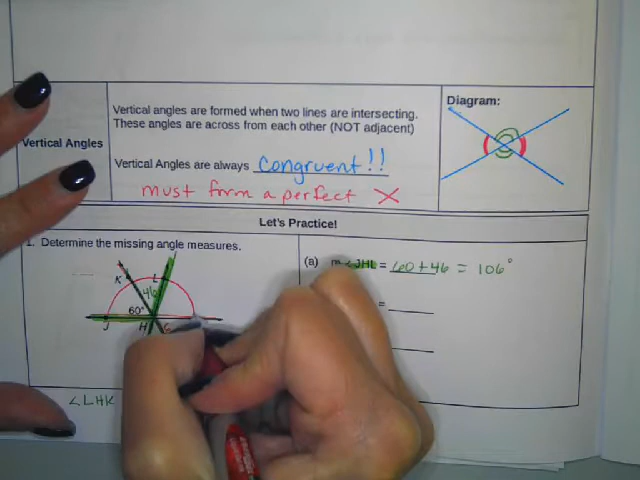 Vertical angles are formed when two lines are intersecting.
These angles are across from each other (NOT adjacent)
Diagram:
Vertical Angles
Vertical Angles are always congruent!!
must form a perfect X
Let's Practice!
1. Determine the missing angle measures.
(a) m<JHL = 60+46 = 106°
K L
46
60°
=
J H G
<LHK